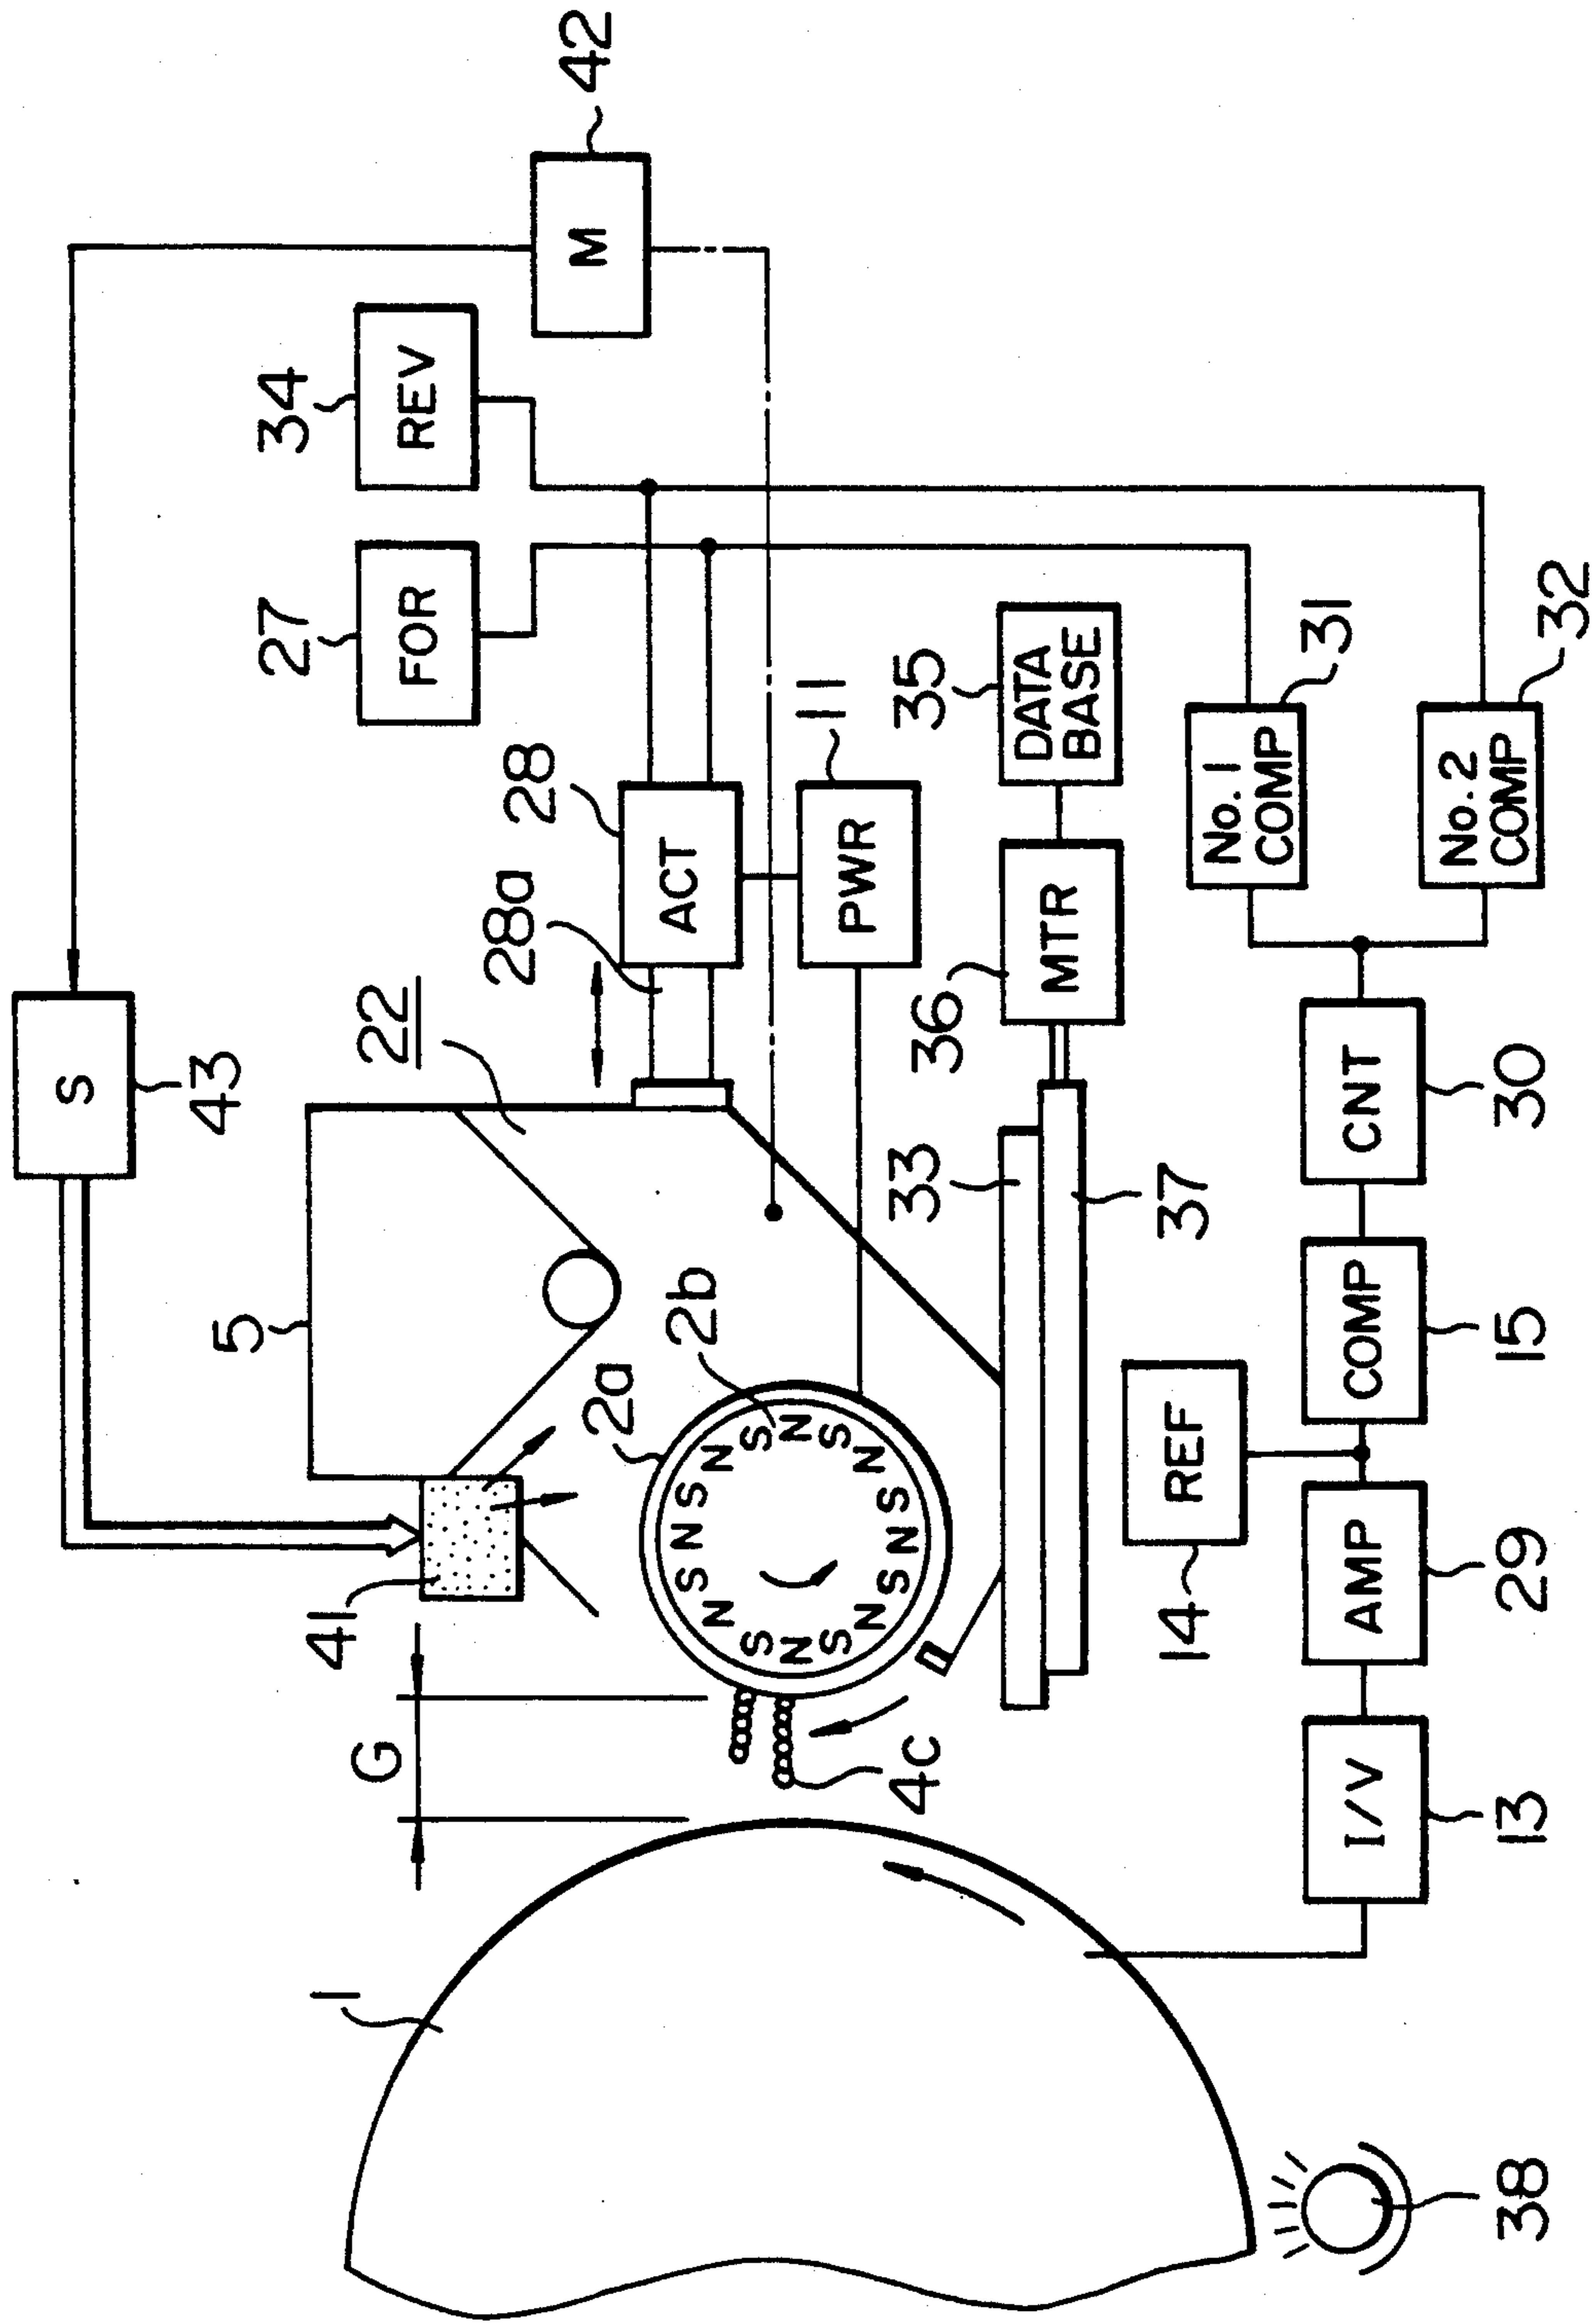 42
M
34
REV
27
FOR
S
43
22
28
ACT
28a
11
PWR
35
DATA
BASE
36
MTR
31
No. 1
COMP
32
No. 2
COMP
5
2a
2b
N
S
N
S
N
S
N
S
N
S
N
S
N
S
N
S
33
37
30
CNT
15
COMP
14
REF
29
AMP
13
I/V
41
G
4c
1
38